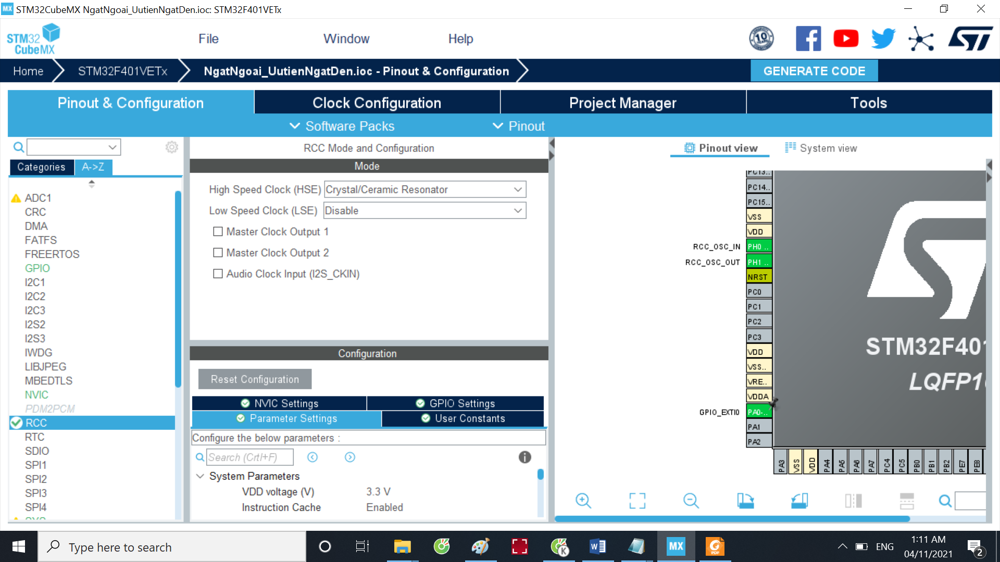 MX STM32CubeMX NgatNgoai_UutienNgatDen.ioc: STM32F401VETx
STM32
CubeMX
File
Window
Help
10
ST
Home
STM32F401VETx
NgatNgoai_UutienNgatDen.ioc - Pinout & Configuration
GENERATE CODE
Pinout & Configuration
Clock Configuration
Project Manager
Tools
Software Packs
Pinout
Categories
A->Z
ADC1
CRC
DMA
FATFS
FREERTOS
GPIO
I2C1
I2C2
I2C3
I2S2
I2S3
IWDG
LIBJPEG
MBEDTLS
NVIC
PDM2PCM
RCC
RTC
SDIO
SPI1
SPI2
SPI3
SPI4
RCC Mode and Configuration
Mode
High Speed Clock (HSE) Crystal/Ceramic Resonator
Low Speed Clock (LSE) Disable
Master Clock Output 1
Master Clock Output 2
Audio Clock Input (I2S_CKIN)
Configuration
Reset Configuration
NVIC Settings
GPIO Settings
Parameter Settings
User Constants
Configure the below parameters :
Search (Crtl+F)
System Parameters
VDD voltage (V) 3.3 V
Instruction Cache Enabled
Pinout view
System view
PC13..
PC14..
PC15..
VSS
VDD
RCC_OSC_IN PH0 ..
RCC_OSC_OUT PH1 ..
NRST
PC0
PC1
PC2
PC3
VDD
VSS..
VRE..
VDDA
GPIO_EXTI0 PA0-..
PA1
PA2
PA3
VSS
VDD
PA4
PA5
PA6
PA7
PC4
PC5
PB0
PB1
PB2
PE7
PE8
STM32F401
LQFP1
Type here to search
K
W
MX
PDF
ENG
1:11 AM
04/11/2021
2